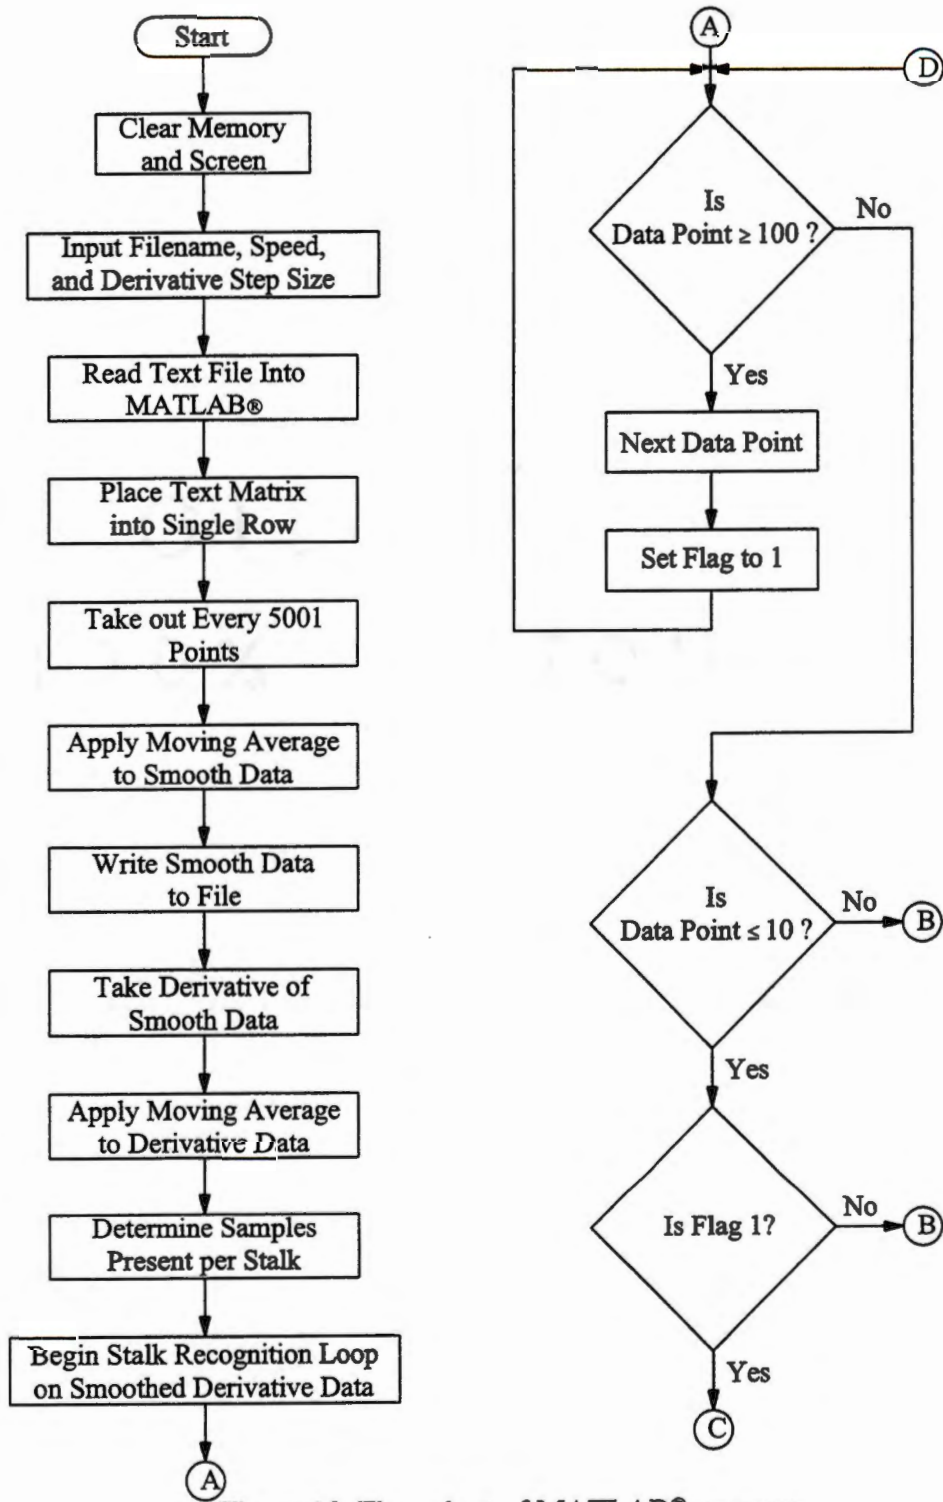 Start
Clear Memory
and Screen
Input Filename, Speed,
and Derivative Step Size
Read Text File Into
MATLAB®
Place Text Matrix
into Single Row
Take out Every 5001
Points
Apply Moving Average
to Smooth Data
Write Smooth Data
to File
Take Derivative of
Smooth Data
Apply Moving Average
to Derivative Data
Determine Samples
Present per Stalk
Begin Stalk Recognition Loop
on Smoothed Derivative Data
A
A
D
Is
Data Point ≥ 100 ?
No
Yes
Next Data Point
Set Flag to 1
Is
Data Point ≤ 10 ?
No
B
Yes
Is Flag 1?
No
B
Yes
C